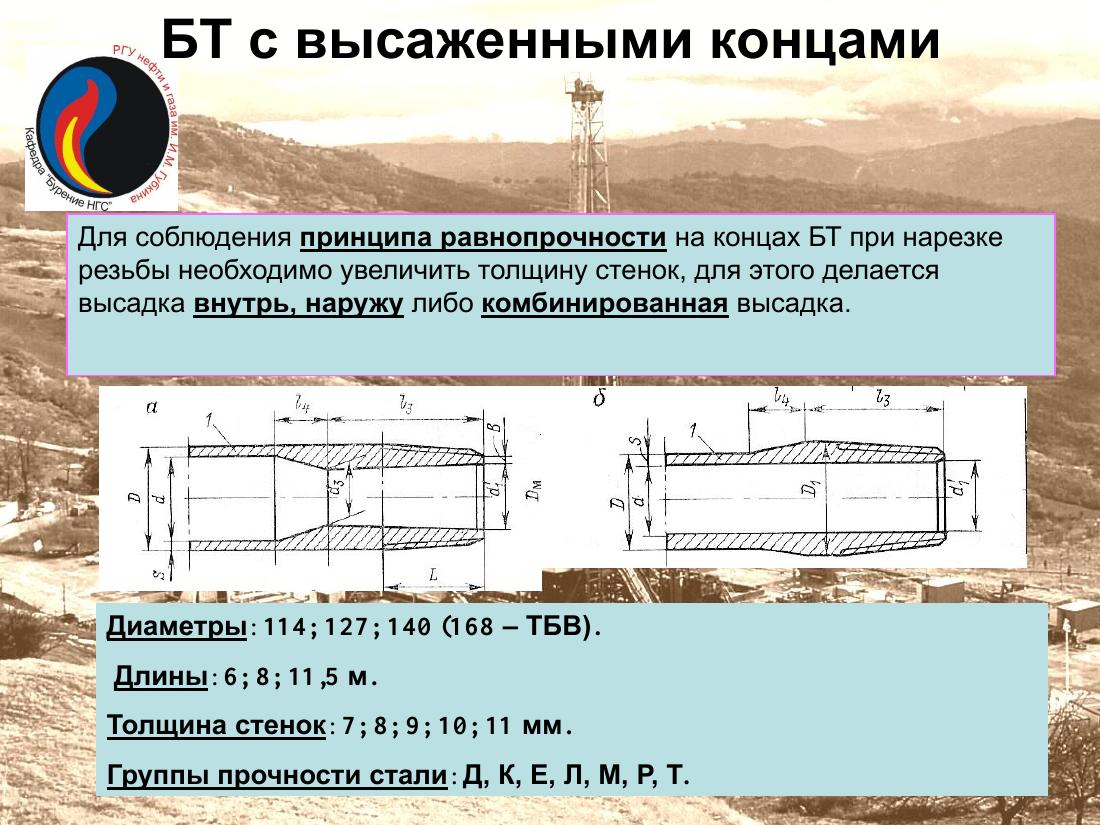 БТ с высаженными концами
РГУ нефти и газа им. И.М. Губкина
Кафедра "Бурение НГС"
Для соблюдения принципа равнопрочности на концах БТ при нарезке
резьбы необходимо увеличить толщину стенок, для этого делается
высадка внутрь, наружу либо комбинированная высадка.
а
l₄
l₃
1
B
D
d
d₃
d₁'
Dм
S
L
б
l₄
l₃
1
S
D
d
D₁
d₁'
Диаметры: 114; 127; 140 (168 – ТБВ).
Длины: 6; 8; 11,5 м.
Толщина стенок: 7; 8; 9; 10; 11 мм.
Группы прочности стали: Д, К, Е, Л, М, Р, Т.